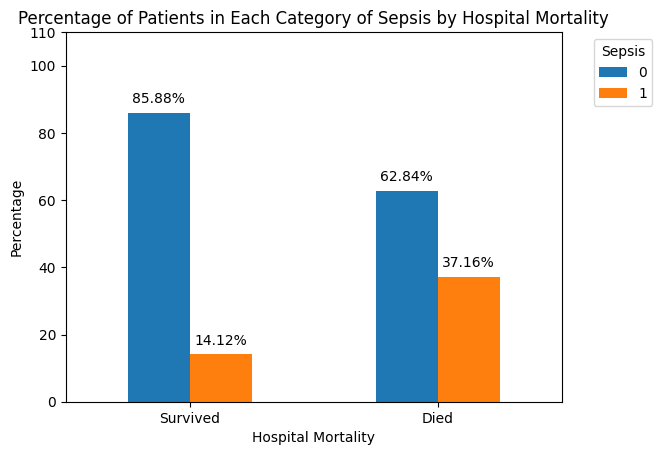 Percentage of Patients in Each Category of Sepsis by Hospital Mortality
110
100
80
60
40
20
0
Percentage
85.88%
14.12%
62.84%
37.16%
Survived
Died
Hospital Mortality
Sepsis
0
1